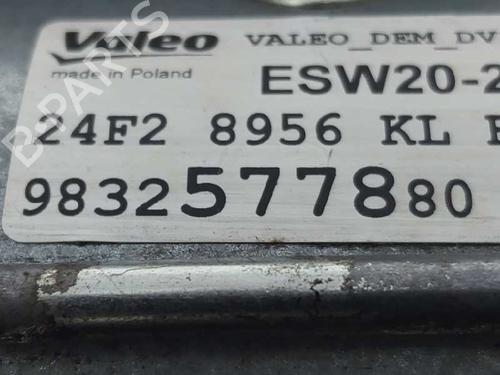 Valeo VALEO_DEM_DV
made in Poland ESW20-2
24F2 8956 KL
9832577880
B-PARTS